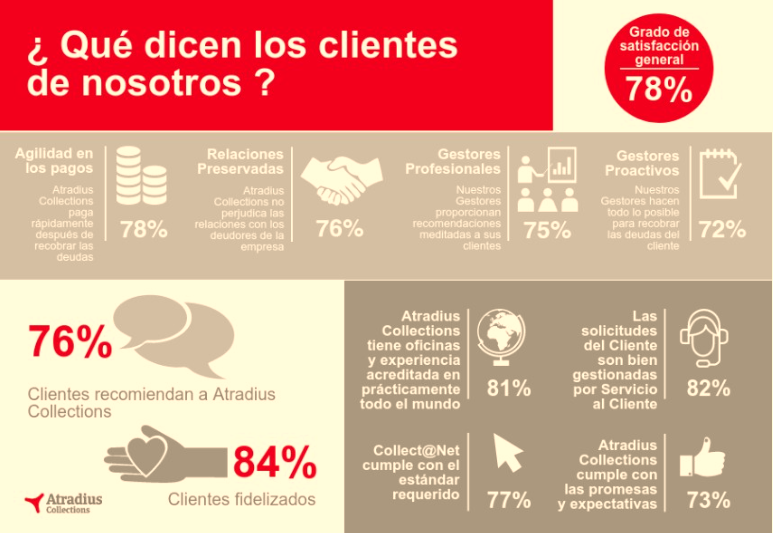 ¿ Qué dicen los clientes
de nosotros ?
Grado de
satisfacción
general
78%
Agilidad en
los pagos
Atradius
Collections
paga
rápidamente
después de
recobrar las
deudas
78%
Relaciones
Preservadas
Atradius
Collections no
perjudica las
relaciones con los
deudores de la
empresa
76%
Gestores
Profesionales
Nuestros
Gestores
proporcionan
recomendaciones
meditadas a sus
clientes
75%
Gestores
Proactivos
Nuestros
Gestores hacen
todo lo posible
para recobrar
las deudas del
cliente
72%
76%
Clientes recomiendan a Atradius
Collections
84%
Clientes fidelizados
Atradius
Collections
Atradius
Collections
tiene oficinas
y experiencia
acreditada en
prácticamente
todo el mundo
81%
Las
solicitudes
del Cliente
son bien
gestionadas
por Servicio
al Cliente
82%
Collect@Net
cumple con el
estándar
requerido
77%
Atradius
Collections
cumple con
las promesas
y expectativas
73%